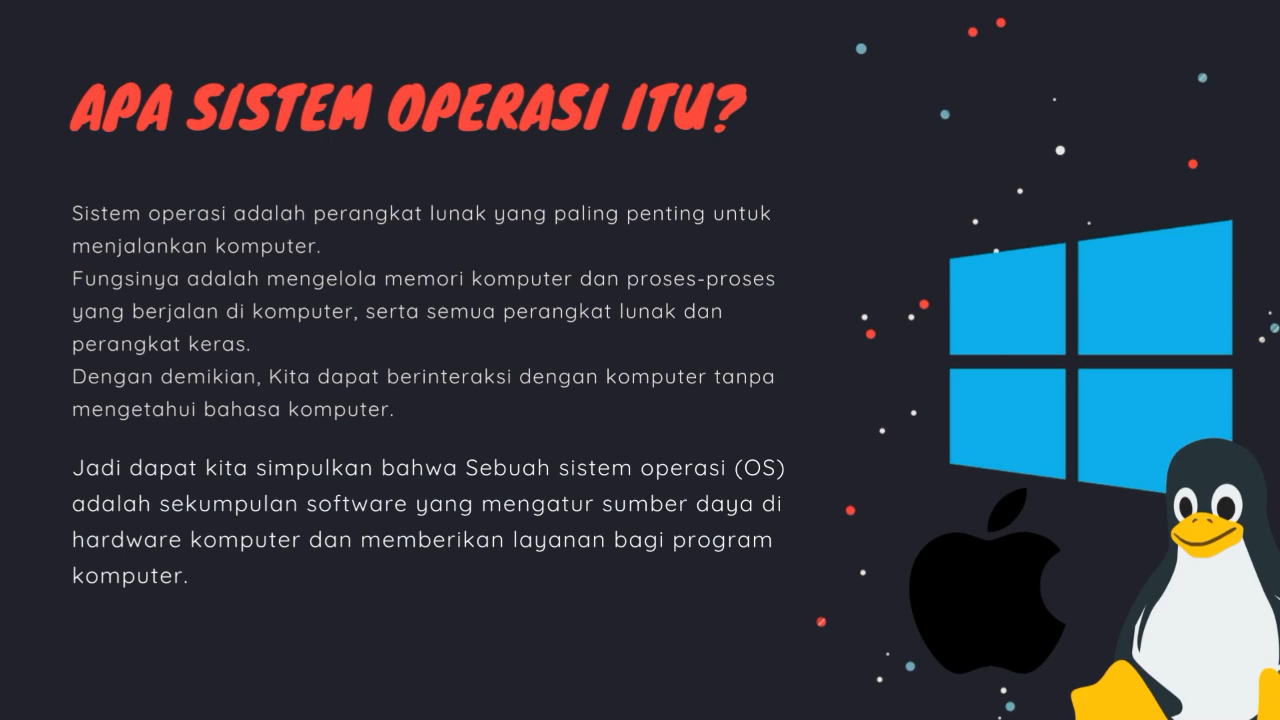 APA SISTEM OPERASI ITU?
Sistem operasi adalah perangkat lunak yang paling penting untuk
menjalankan komputer.
Fungsinya adalah mengelola memori komputer dan proses-proses
yang berjalan di komputer, serta semua perangkat lunak dan
perangkat keras.
Dengan demikian, Kita dapat berinteraksi dengan komputer tanpa
mengetahui bahasa komputer.
Jadi dapat kita simpulkan bahwa Sebuah sistem operasi (OS)
adalah sekumpulan software yang mengatur sumber daya di
hardware komputer dan memberikan layanan bagi program
komputer.